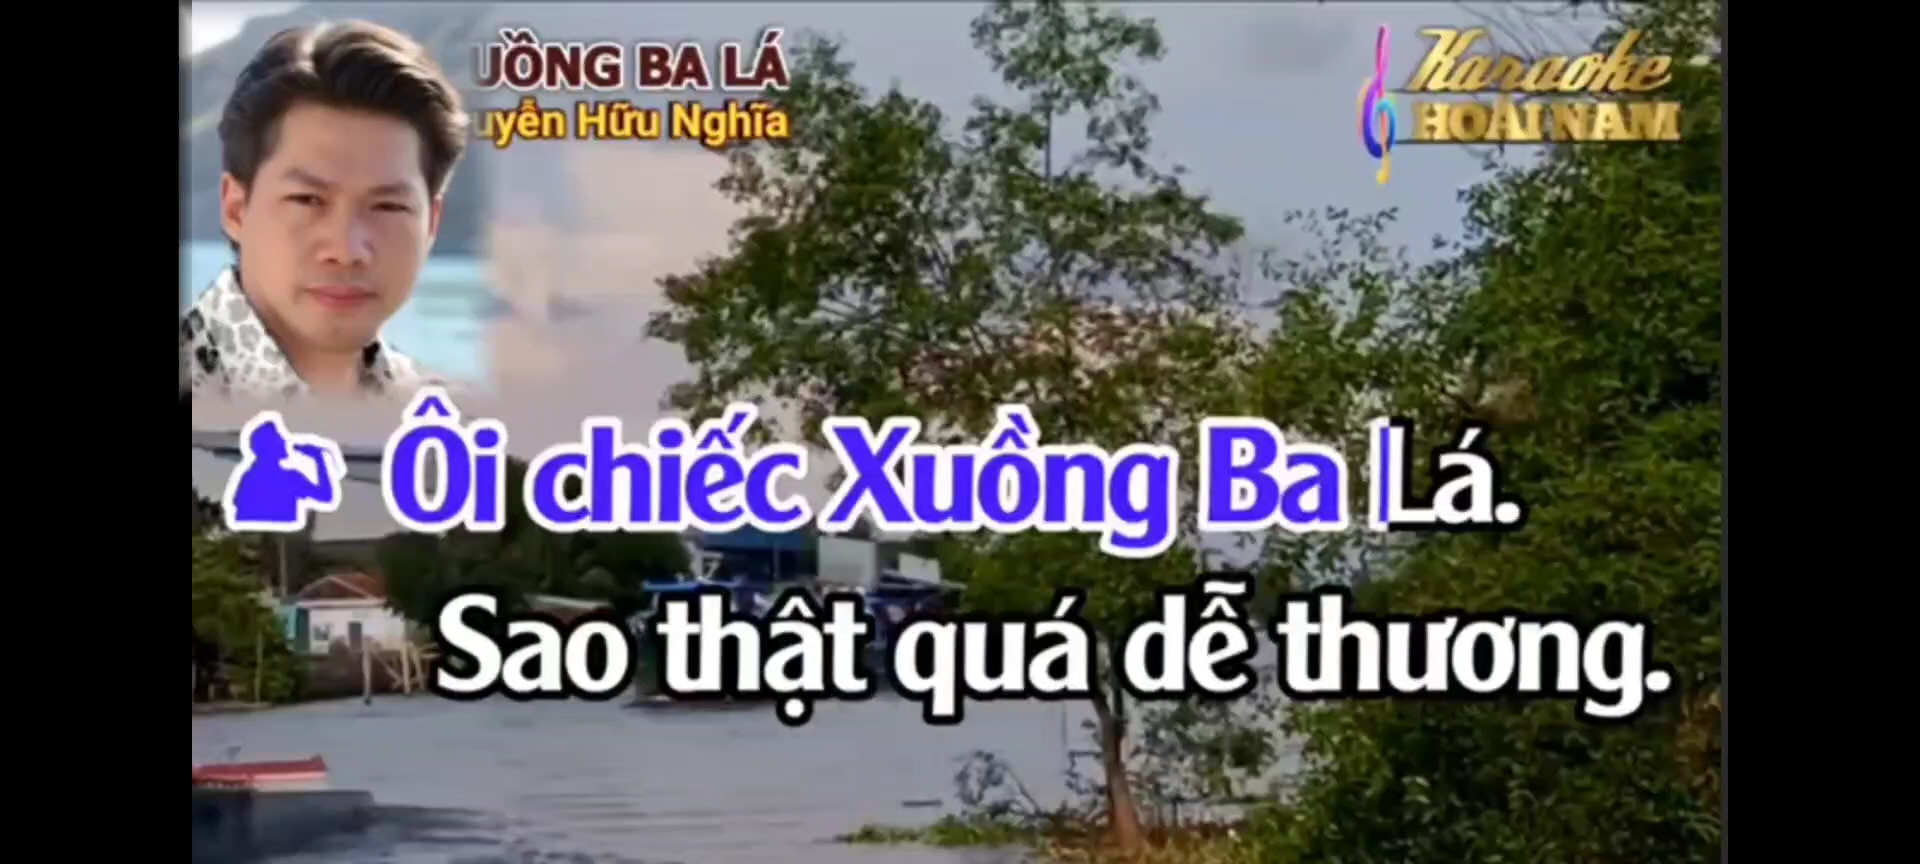 UỒNG BA LÁ
uyễn Hữu Nghĩa
Karaoke
HOÀI NAM
Ôi chiếc Xuồng Ba Lá.
Sao thật quá dễ thương.